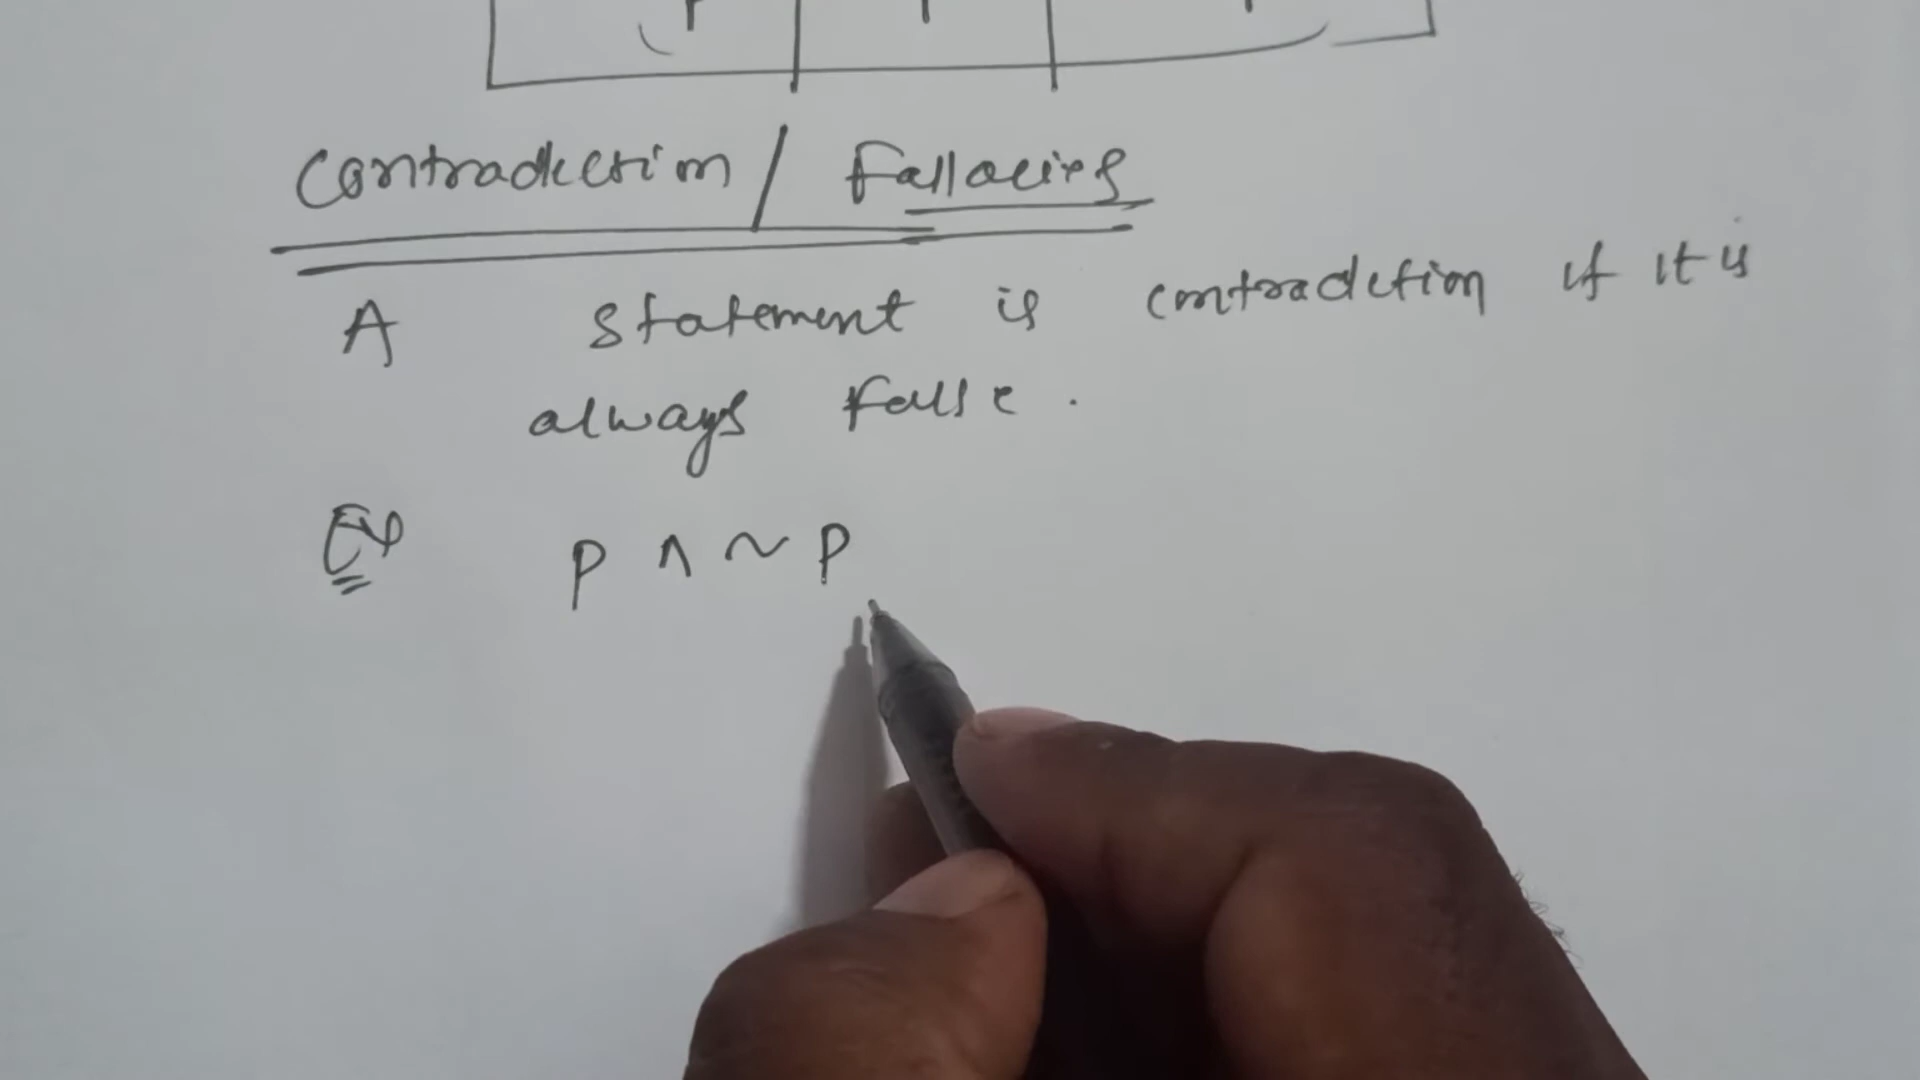 Contradiction / Fallacies
A statement is contradiction if it is
always false.
Ex p ∧ ~ p